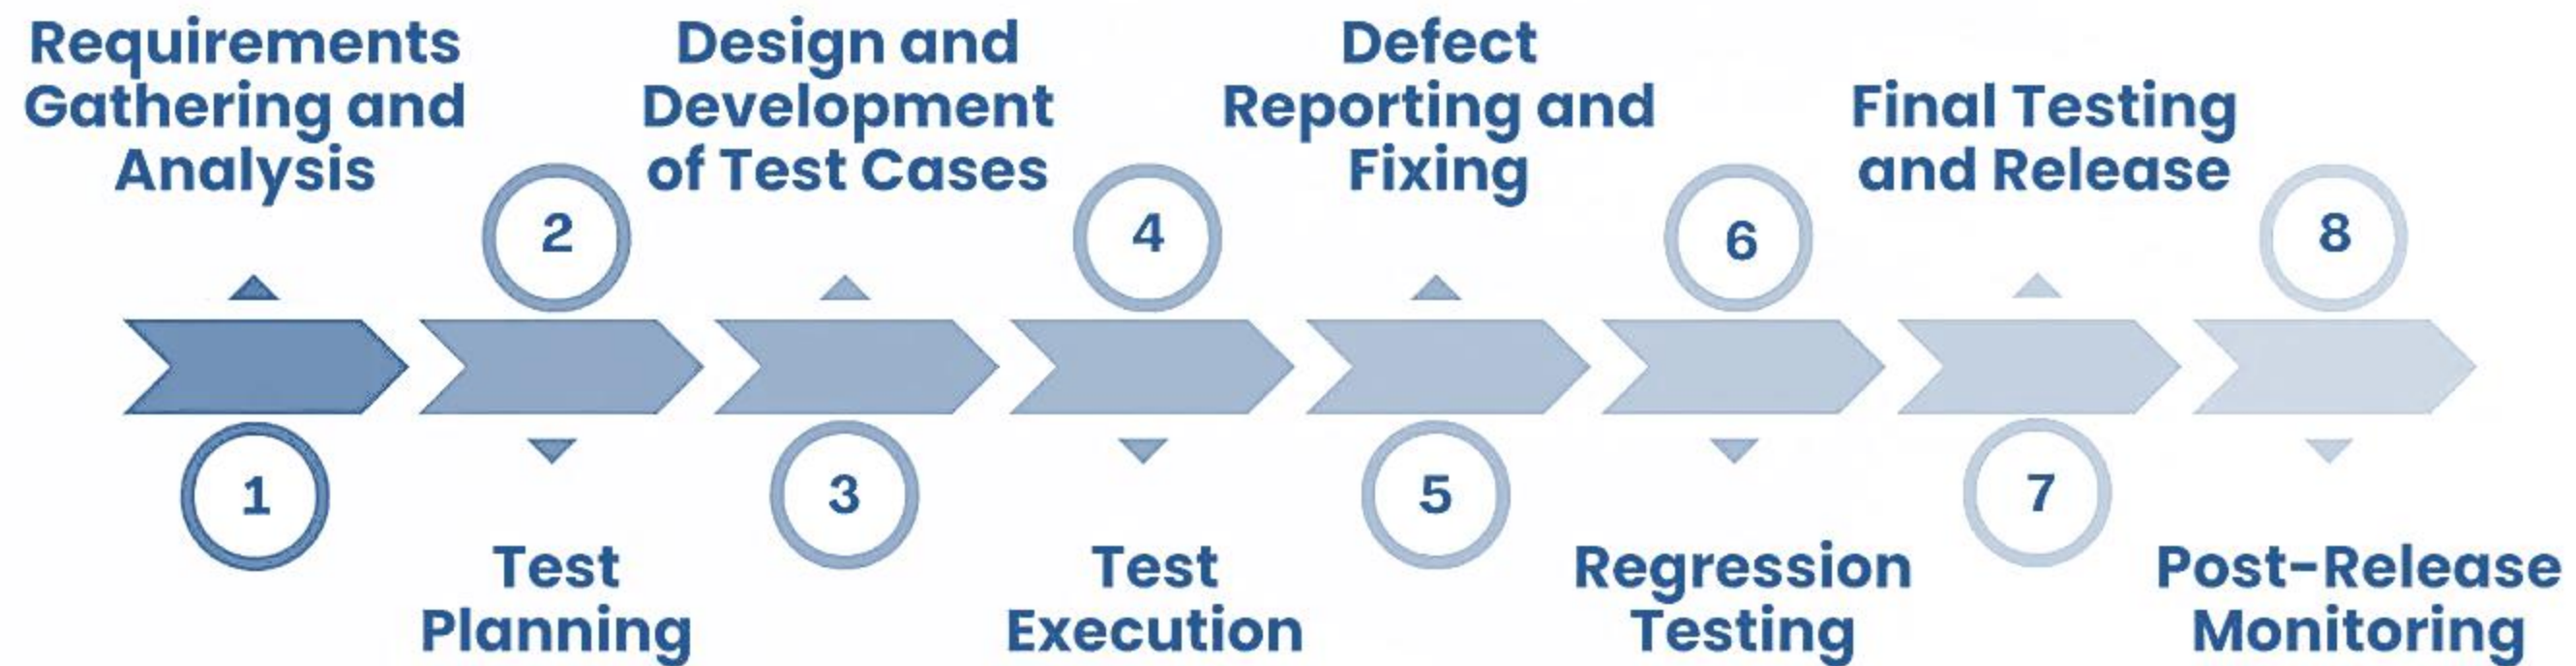 Requirements
Gathering and
Analysis
1
2
Test
Planning
Design and
Development
of Test Cases
3
4
Test
Execution
Defect
Reporting and
Fixing
5
6
Regression
Testing
Final Testing
and Release
7
8
Post-Release
Monitoring